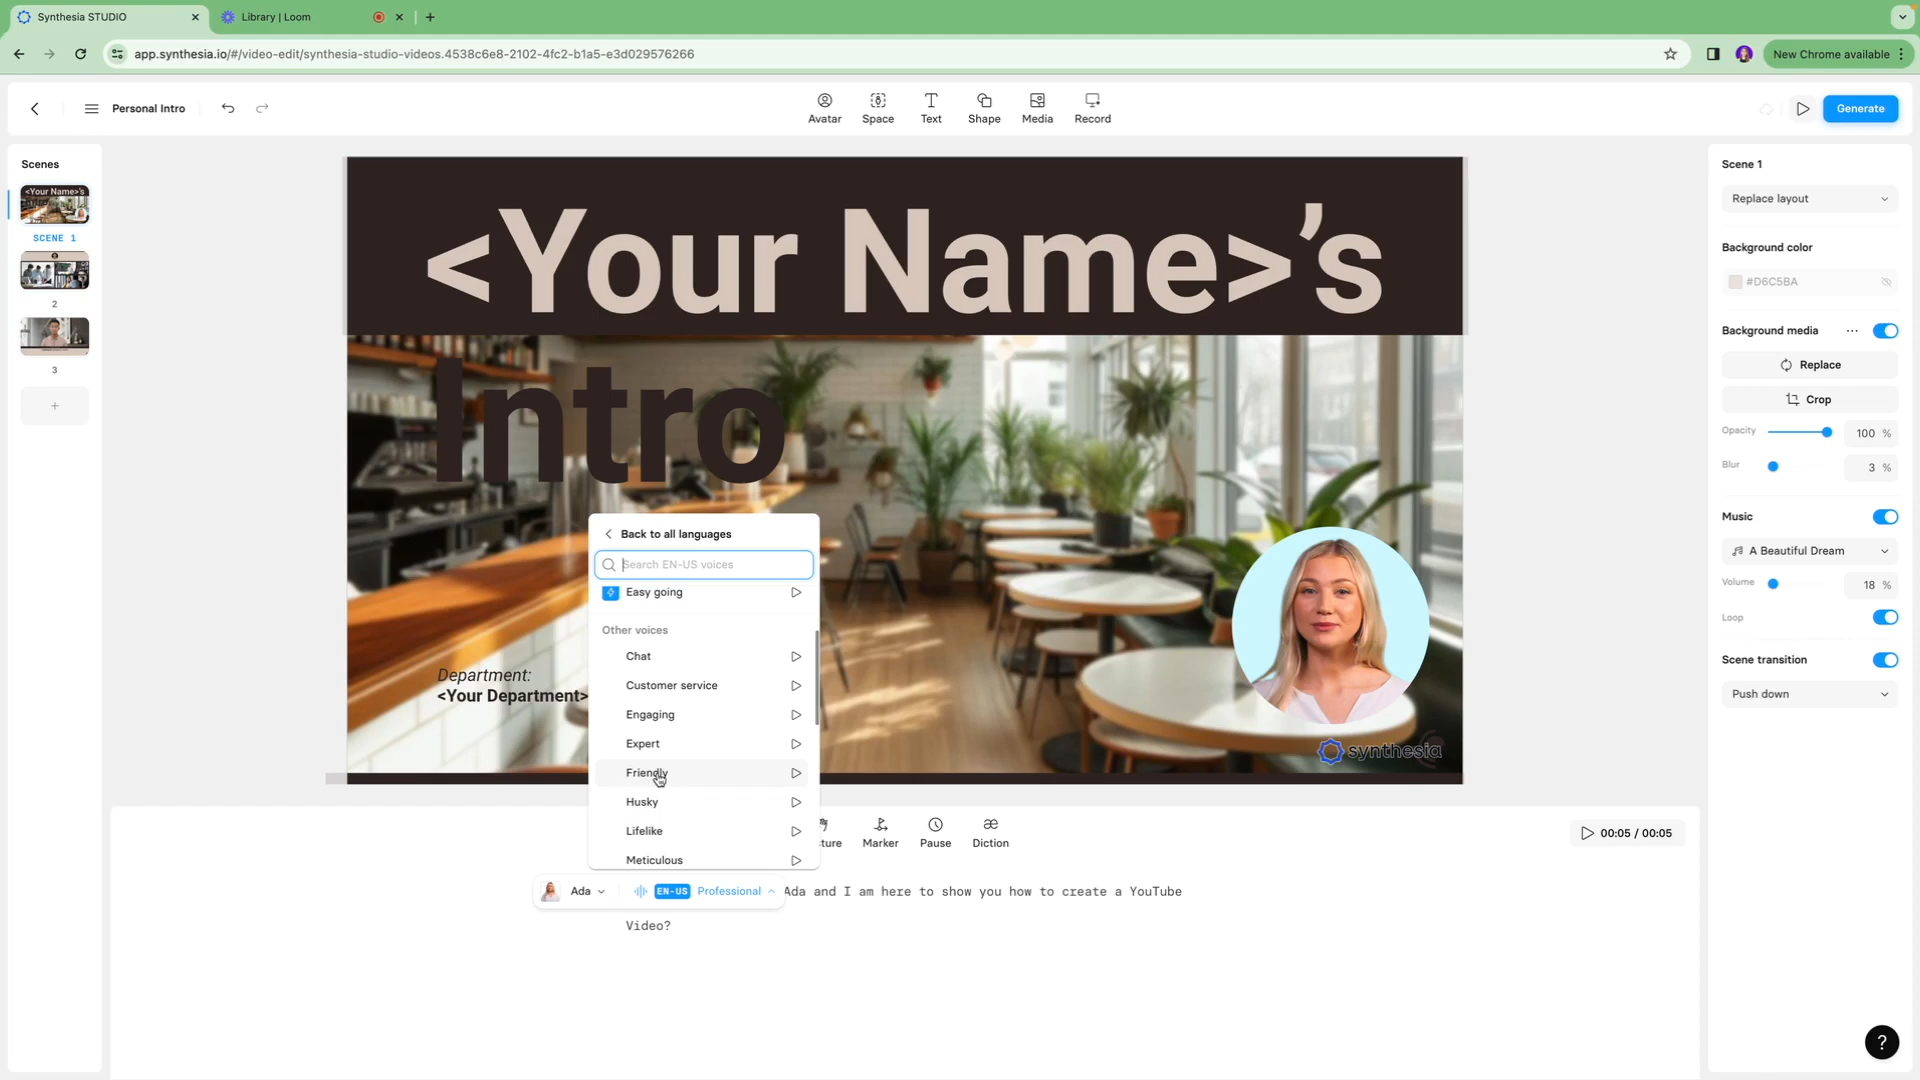 Synthesia STUDIO
Library | Loom
app.synthesia.io/#/video-edit/synthesia-studio-videos.4538c6e8-2102-4fc2-b1a5-e3d029576266
New Chrome available
Personal Intro
Avatar
Space
Text
Shape
Media
Record
Generate
Scenes
<Your Name>'s
SCENE 1
2
3
<Your Name>’s
Intro
Department:
<Your Department>
synthesia
Back to all languages
Search EN-US voices
Easy going
Other voices
Chat
Customer service
Engaging
Expert
Friendly
Husky
Lifelike
Meticulous
Marker
Pause
Diction
00:05 / 00:05
Ada
EN-US
Professional
Ada and I am here to show you how to create a YouTube
Video?
Scene 1
Replace layout
Background color
#D6C5BA
Background media
Replace
Crop
Opacity
100 %
Blur
3 %
Music
A Beautiful Dream
Volume
18 %
Loop
Scene transition
Push down
?